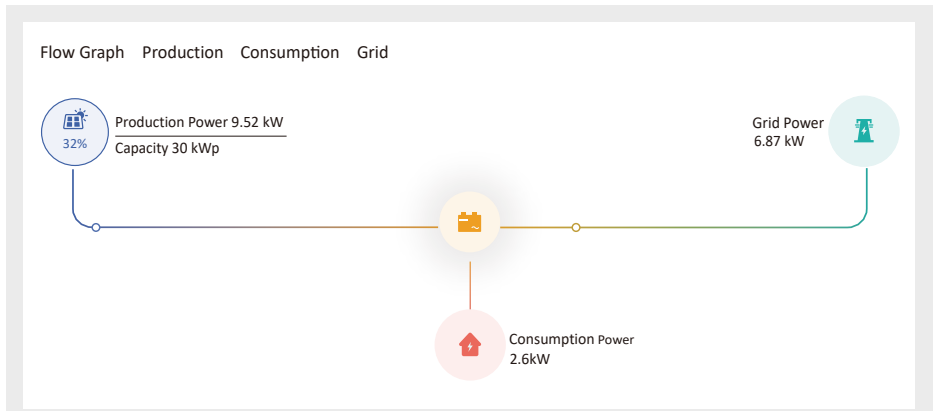 Flow Graph Production Consumption Grid
32%
Production Power 9.52 kW
Capacity 30 kWp
Grid Power
6.87 kW
Consumption Power
2.6kW